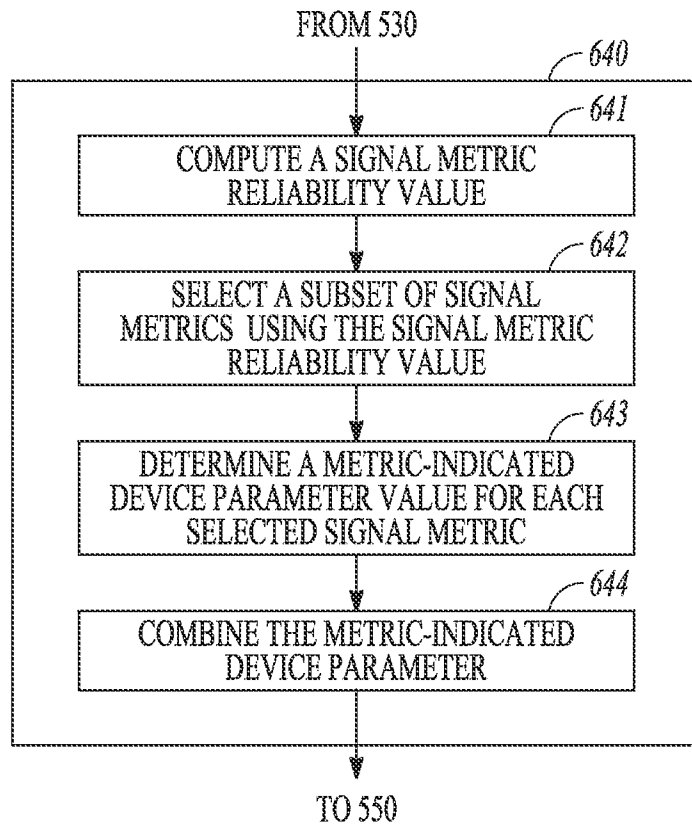 FROM 530
640
641
COMPUTE A SIGNAL METRIC
RELIABILITY VALUE
642
SELECT A SUBSET OF SIGNAL
METRICS USING THE SIGNAL METRIC
RELIABILITY VALUE
643
DETERMINE A METRIC-INDICATED
DEVICE PARAMETER VALUE FOR EACH
SELECTED SIGNAL METRIC
644
COMBINE THE METRIC-INDICATED
DEVICE PARAMETER
TO 550